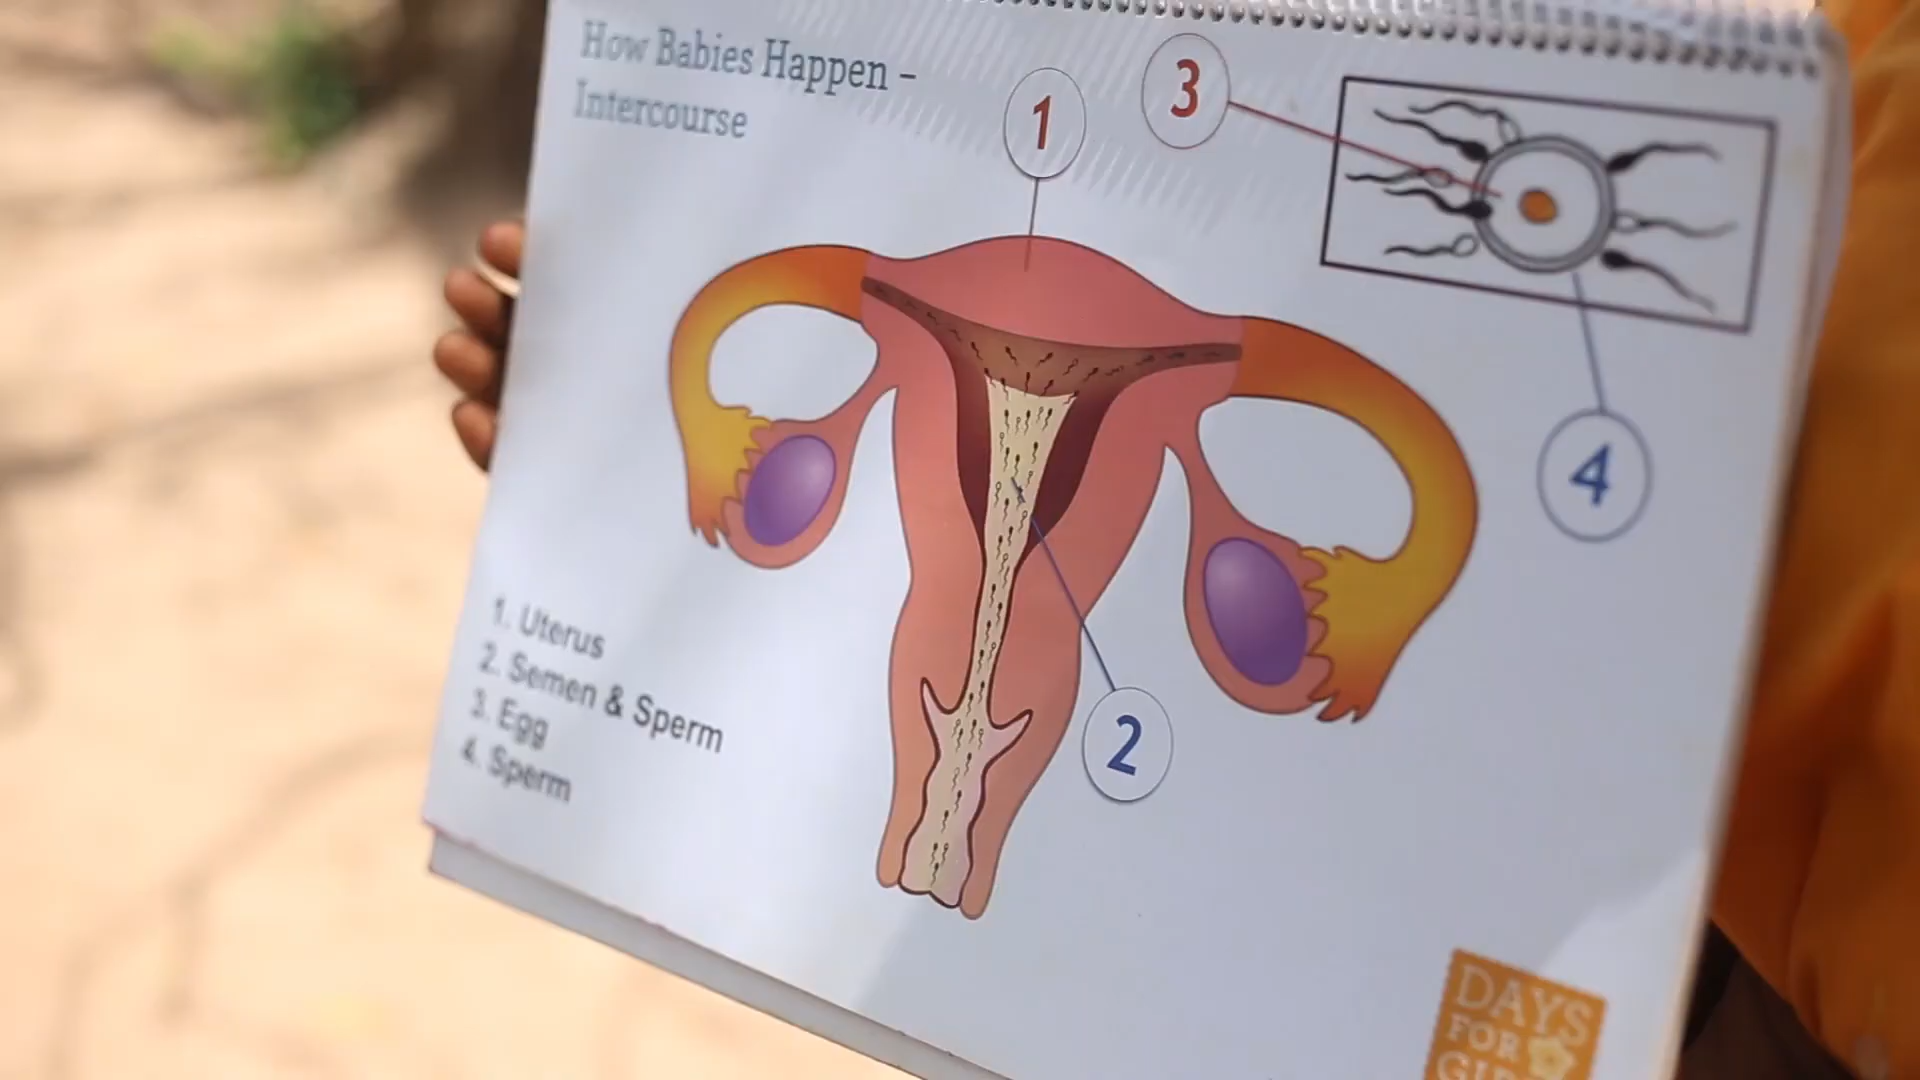 How Babies Happen –
Intercourse
1
3
4
2
1. Uterus
2. Semen & Sperm
3. Egg
4. Sperm
DAYS
FOR